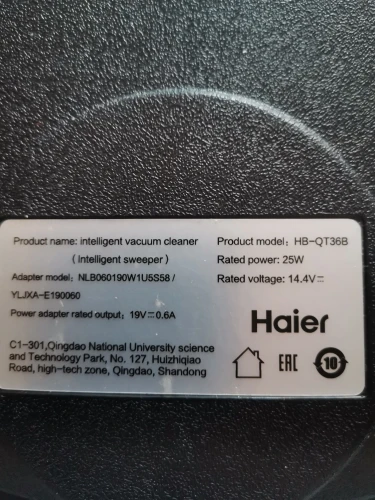 Product name: intelligent vacuum cleaner
(intelligent sweeper)
Adapter model: NLB060190W1U5S58 /
YLJXA-E190060
Power adapter rated output: 19V⎓0.6A
Product model: HB-QT36B
Rated power: 25W
Rated voltage: 14.4V⎓
Haier
C1-301,Qingdao National University science
and Technology Park, No. 127, Huizhiqiao
Road, high-tech zone, Qingdao, Shandong
EAC
10